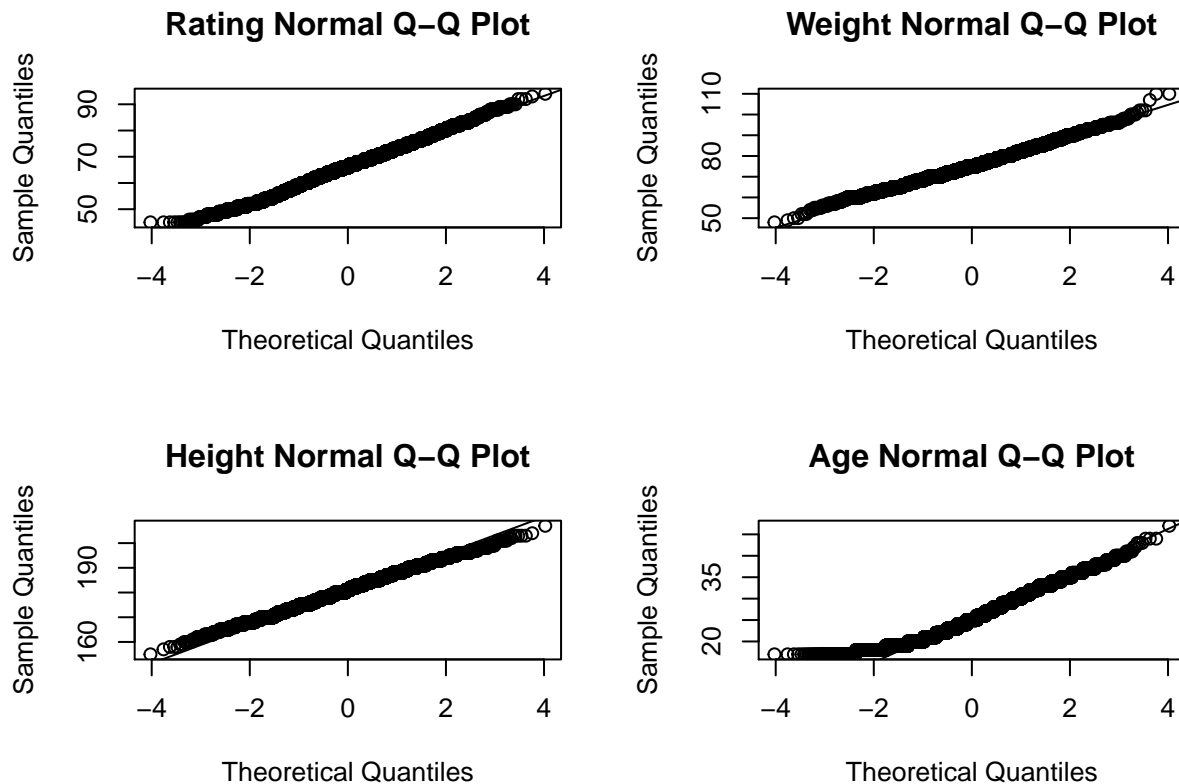 Rating Normal Q−Q Plot
Sample Quantiles
90
70
50
−4 −2 0 2 4
Theoretical Quantiles
Weight Normal Q−Q Plot
Sample Quantiles
110
80
50
−4 −2 0 2 4
Theoretical Quantiles
Height Normal Q−Q Plot
Sample Quantiles
190
160
−4 −2 0 2 4
Theoretical Quantiles
Age Normal Q−Q Plot
Sample Quantiles
35
20
−4 −2 0 2 4
Theoretical Quantiles